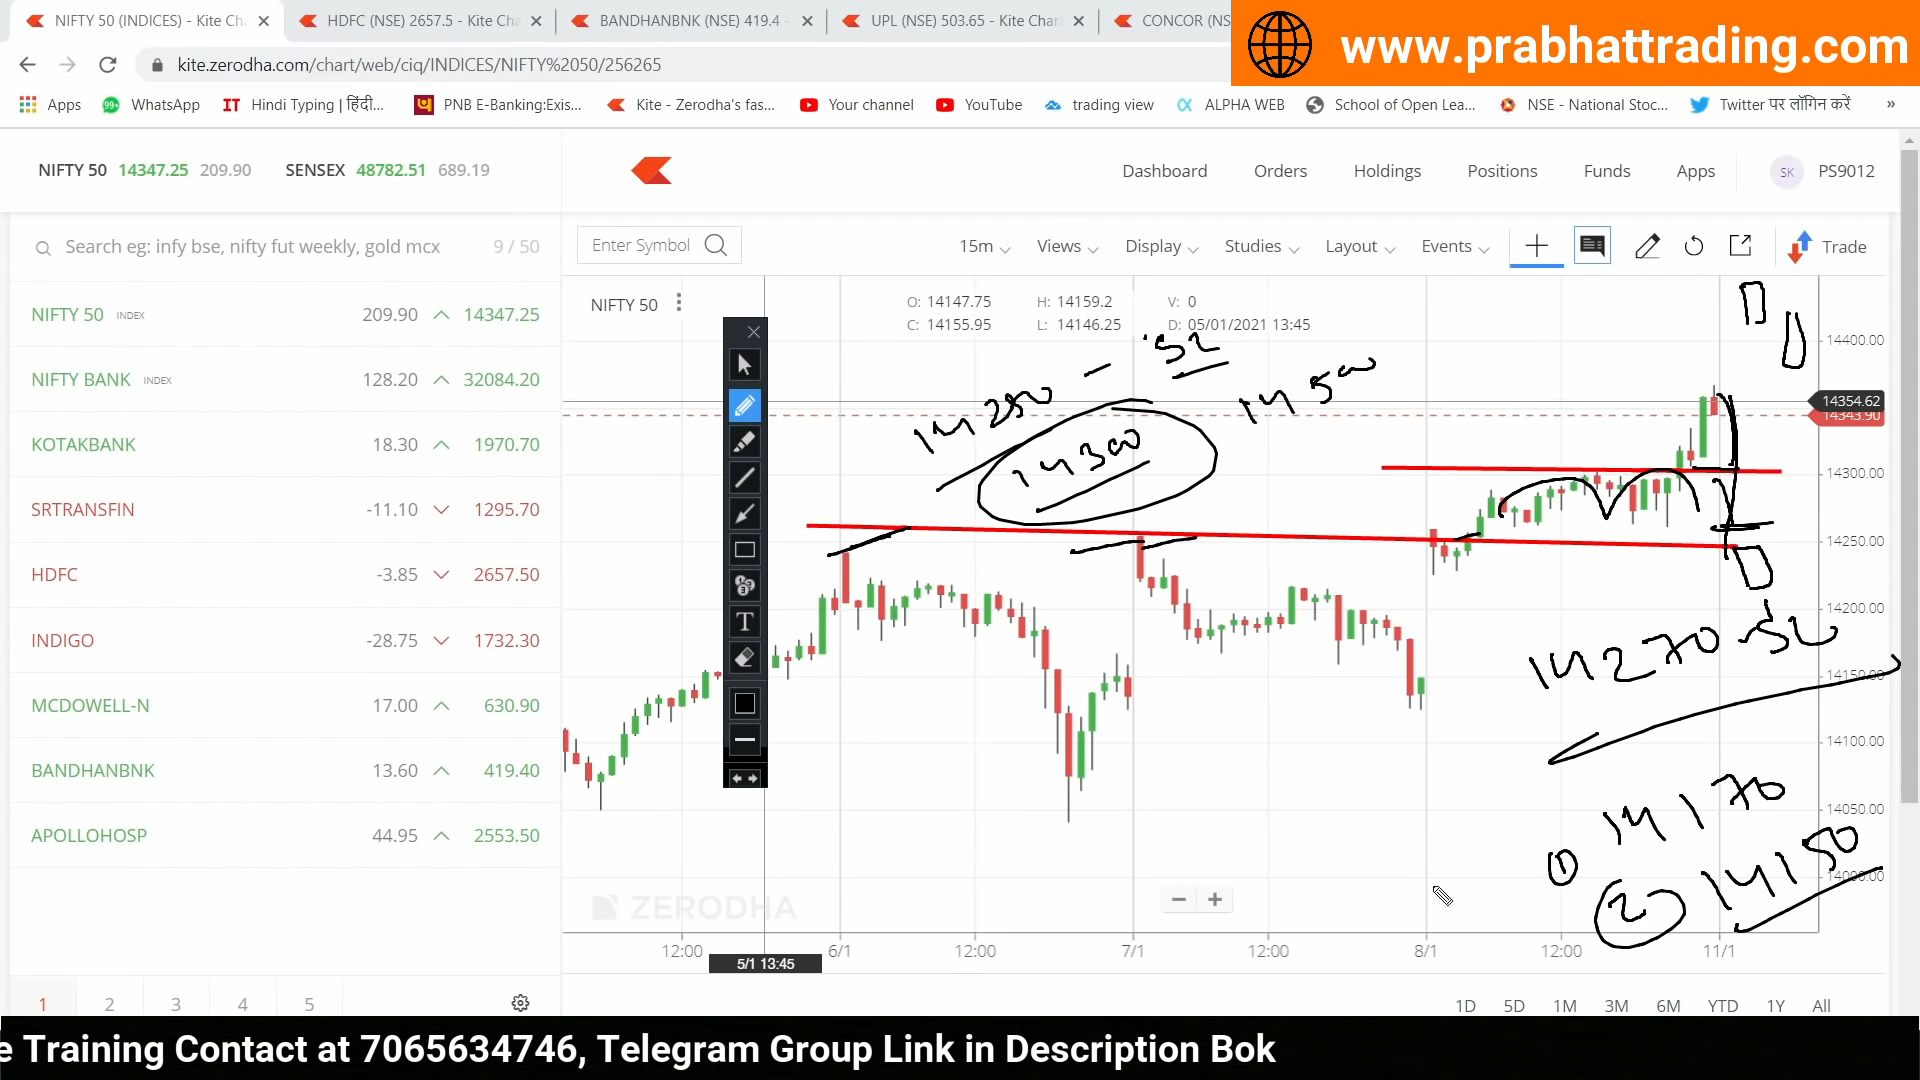 NIFTY 50 (INDICES) - Kite Ch
HDFC (NSE) 2657.5 - Kite Cha
BANDHANBNK (NSE) 419.4 -
UPL (NSE) 503.65 - Kite Char
CONCOR (NS
www.prabhattrading.com
kite.zerodha.com/chart/web/ciq/INDICES/NIFTY%2050/256265
Apps
99+
WhatsApp
IT
Hindi Typing | हिंदी...
PNB E-Banking:Exis...
Kite - Zerodha's fas...
Your channel
YouTube
trading view
ALPHA WEB
School of Open Lea...
NSE - National Stoc...
Twitter पर लॉगिन करें
»
NIFTY 50 14347.25 209.90
SENSEX 48782.51 689.19
Dashboard
Orders
Holdings
Positions
Funds
Apps
SK
PS9012
Search eg: infy bse, nifty fut weekly, gold mcx
9 / 50
Enter Symbol
15m
Views
Display
Studies
Layout
Events
Trade
NIFTY 50 INDEX 209.90 14347.25
NIFTY BANK INDEX 128.20 32084.20
KOTAKBANK 18.30 1970.70
SRTRANSFIN -11.10 1295.70
HDFC -3.85 2657.50
INDIGO -28.75 1732.30
MCDOWELL-N 17.00 630.90
BANDHANBNK 13.60 419.40
APOLLOHOSP 44.95 2553.50
1 2 3 4 5
NIFTY 50
O: 14147.75 H: 14159.2 V: 0
C: 14155.95 L: 14146.25 D: 05/01/2021 13:45
T
14250 - 52
14300
14500
14270-52
① 14170
② 14150
14400.00
14354.62
14343.90
14300.00
14250.00
14200.00
14150.00
14100.00
14050.00
14000.00
ZERODHA
− +
12:00 5/1 13:45 6/1 12:00 7/1 12:00 8/1 12:00 11/1
1D 5D 1M 3M 6M YTD 1Y All
e Training Contact at 7065634746, Telegram Group Link in Description Bok